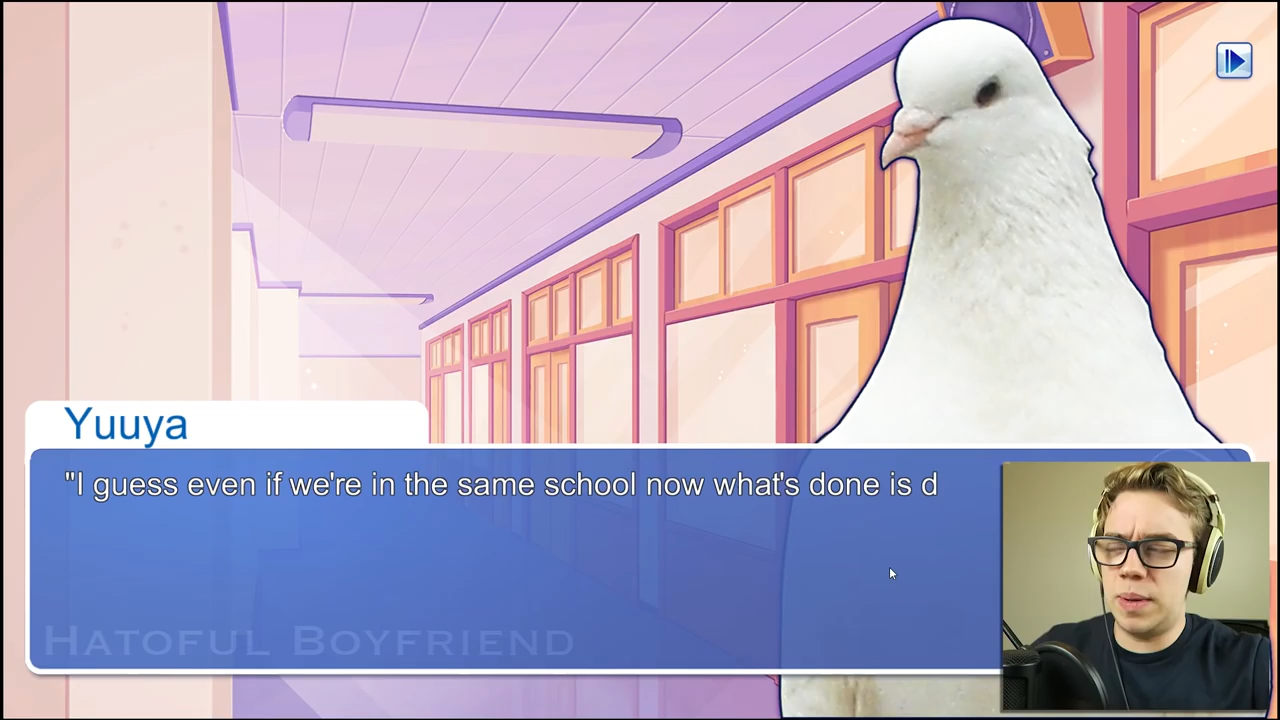 Yuuya
"I guess even if we're in the same school now what's done is d
HATOFUL BOYFRIEND